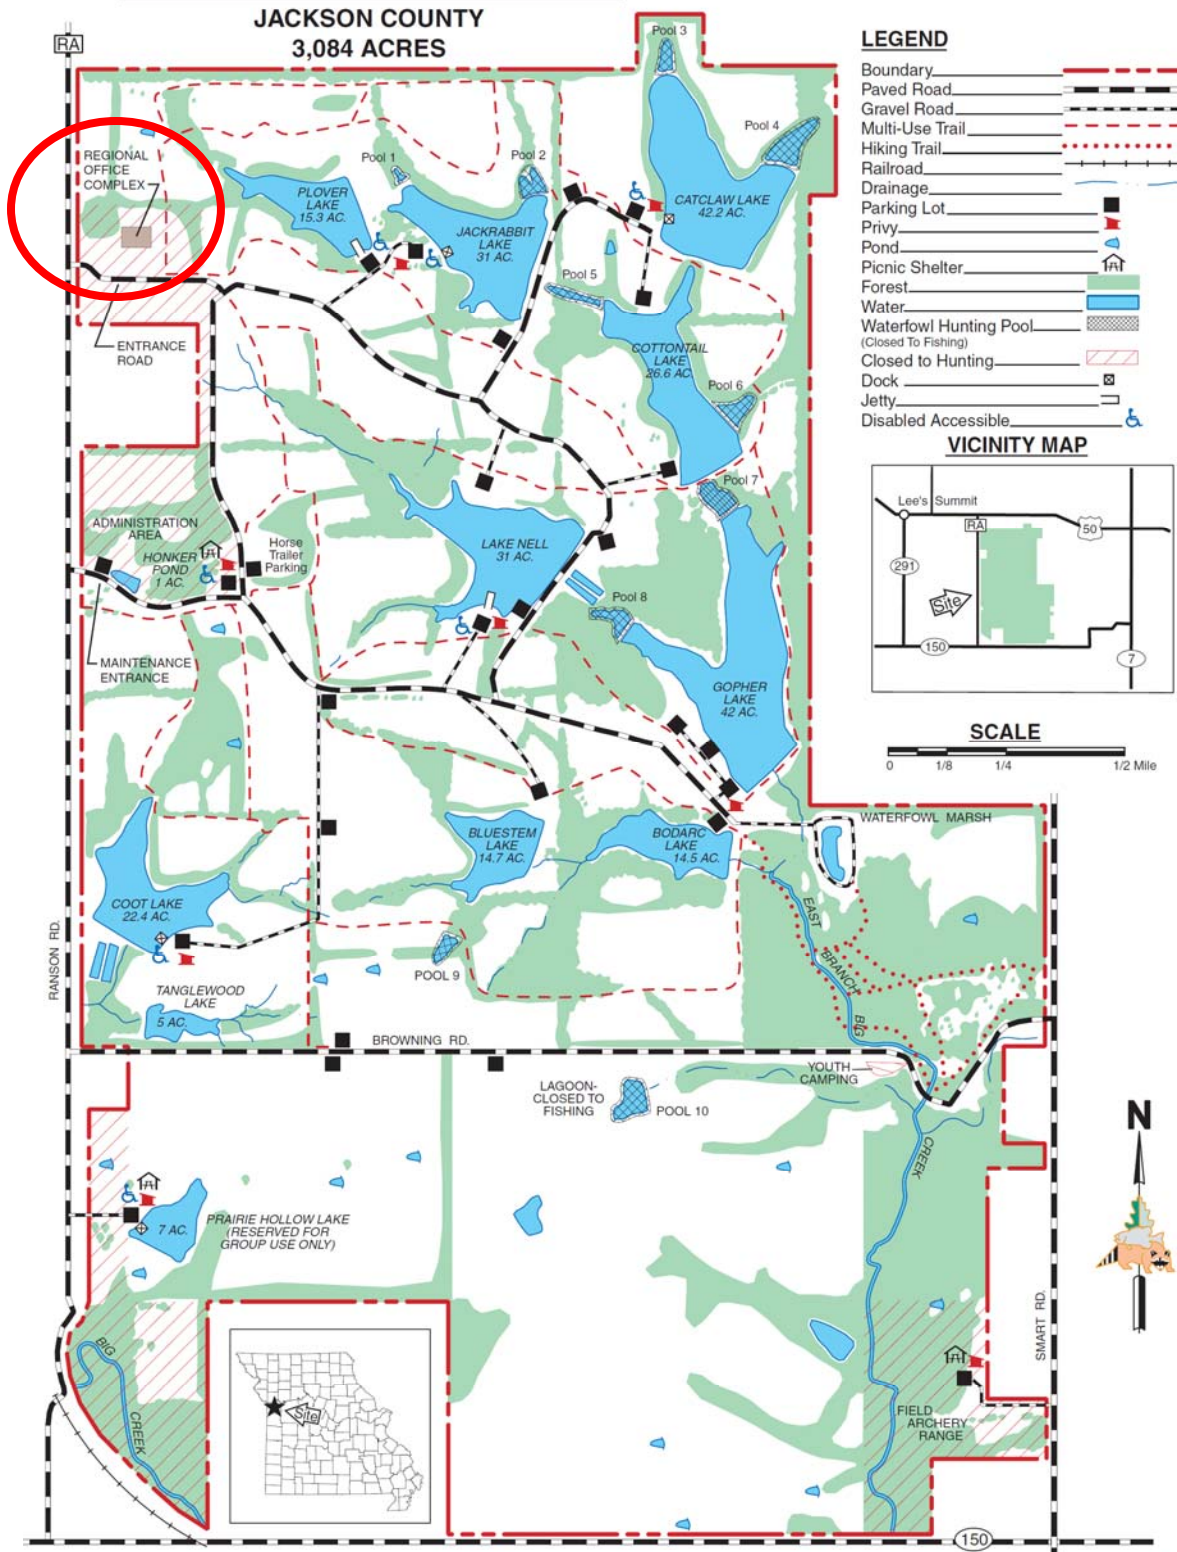 JACKSON COUNTY
3,084 ACRES
RA
Pool 3
Pool 4
REGIONAL
OFFICE
COMPLEX
Pool 1
Pool 2
PLOVER
LAKE
15.3 AC.
JACKRABBIT
LAKE
31 AC.
CATCLAW LAKE
42.2 AC.
Pool 5
ENTRANCE
ROAD
COTTONTAIL
LAKE
26.6 AC.
Pool 6
Pool 7
ADMINISTRATION
AREA
HONKER
POND
1 AC.
Horse
Trailer
Parking
LAKE NELL
31 AC.
Pool 8
MAINTENANCE
ENTRANCE
GOPHER
LAKE
42 AC.
WATERFOWL MARSH
BLUESTEM
LAKE
14.7 AC.
BODARC
LAKE
14.5 AC.
COOT LAKE
22.4 AC.
RANSON RD.
POOL 9
TANGLEWOOD
LAKE
5 AC.
EAST
BRANCH
BIG
CREEK
BROWNING RD.
YOUTH
CAMPING
LAGOON-
CLOSED TO
FISHING
POOL 10
7 AC.
PRAIRIE HOLLOW LAKE
(RESERVED FOR
GROUP USE ONLY)
BIG
CREEK
Site
SMART RD.
FIELD
ARCHERY
RANGE
150
LEGEND
Boundary
Paved Road
Gravel Road
Multi-Use Trail
Hiking Trail
Railroad
Drainage
Parking Lot
Privy
Pond
Picnic Shelter
Forest
Water
Waterfowl Hunting Pool
(Closed To Fishing)
Closed to Hunting
Dock
Jetty
Disabled Accessible
VICINITY MAP
Lee's Summit
RA
50
291
Site
150
7
SCALE
0 1/8 1/4 1/2 Mile
N